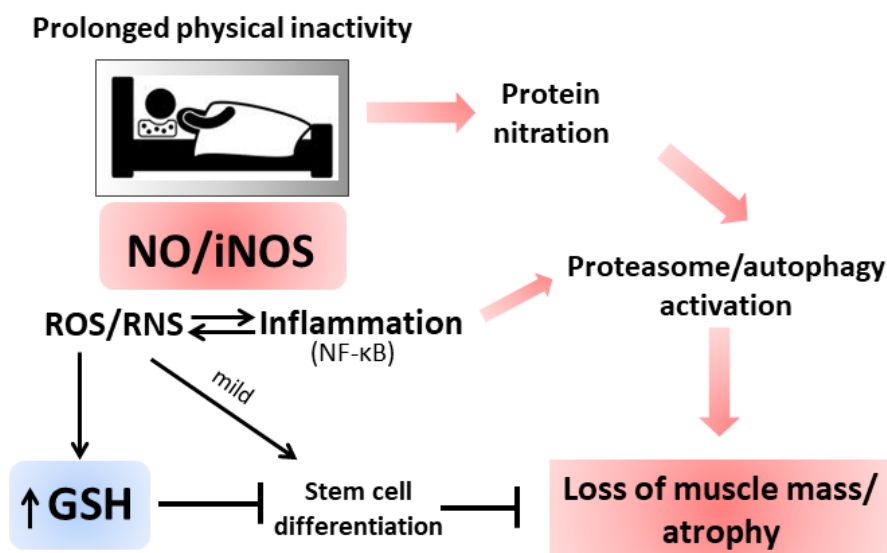 Prolonged physical inactivity
Protein
nitration
NO/iNOS
Proteasome/autophagy
activation
ROS/RNS
Inflammation
(NF-κB)
mild
↑ GSH
Stem cell
differentiation
Loss of muscle mass/
atrophy